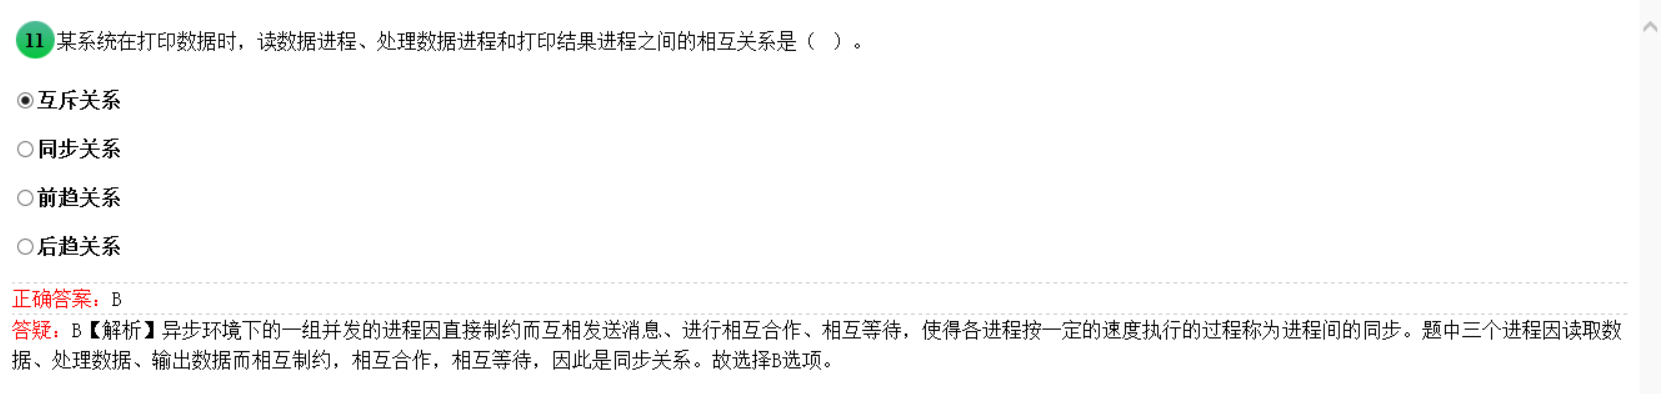 11 某系统在打印数据时，读数据进程、处理数据进程和打印结果进程之间的相互关系是（ ）。
互斥关系
同步关系
前趋关系
后趋关系
正确答案：B
答疑：B【解析】异步环境下的一组并发的进程因直接制约而互相发送消息、进行相互合作、相互等待，使得各进程按一定的速度执行的过程称为进程间的同步。题中三个进程因读取数
据、处理数据、输出数据而相互制约，相互合作，相互等待，因此是同步关系。故选择B选项。